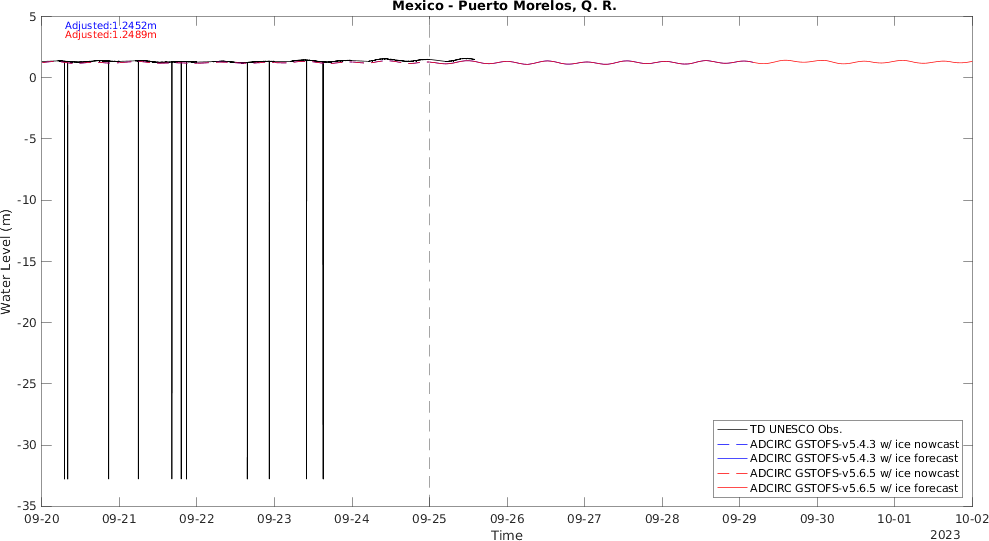 Mexico - Puerto Morelos, Q. R.
Adjusted:1.2452m
Adjusted:1.2489m
5
0
-5
-10
-15
-20
-25
-30
-35
Water Level (m)
TD UNESCO Obs.
ADCIRC GSTOFS-v5.4.3 w/ ice nowcast
ADCIRC GSTOFS-v5.4.3 w/ ice forecast
ADCIRC GSTOFS-v5.6.5 w/ ice nowcast
ADCIRC GSTOFS-v5.6.5 w/ ice forecast
09-20 09-21 09-22 09-23 09-24 09-25 09-26 09-27 09-28 09-29 09-30 10-01 10-02
Time
2023